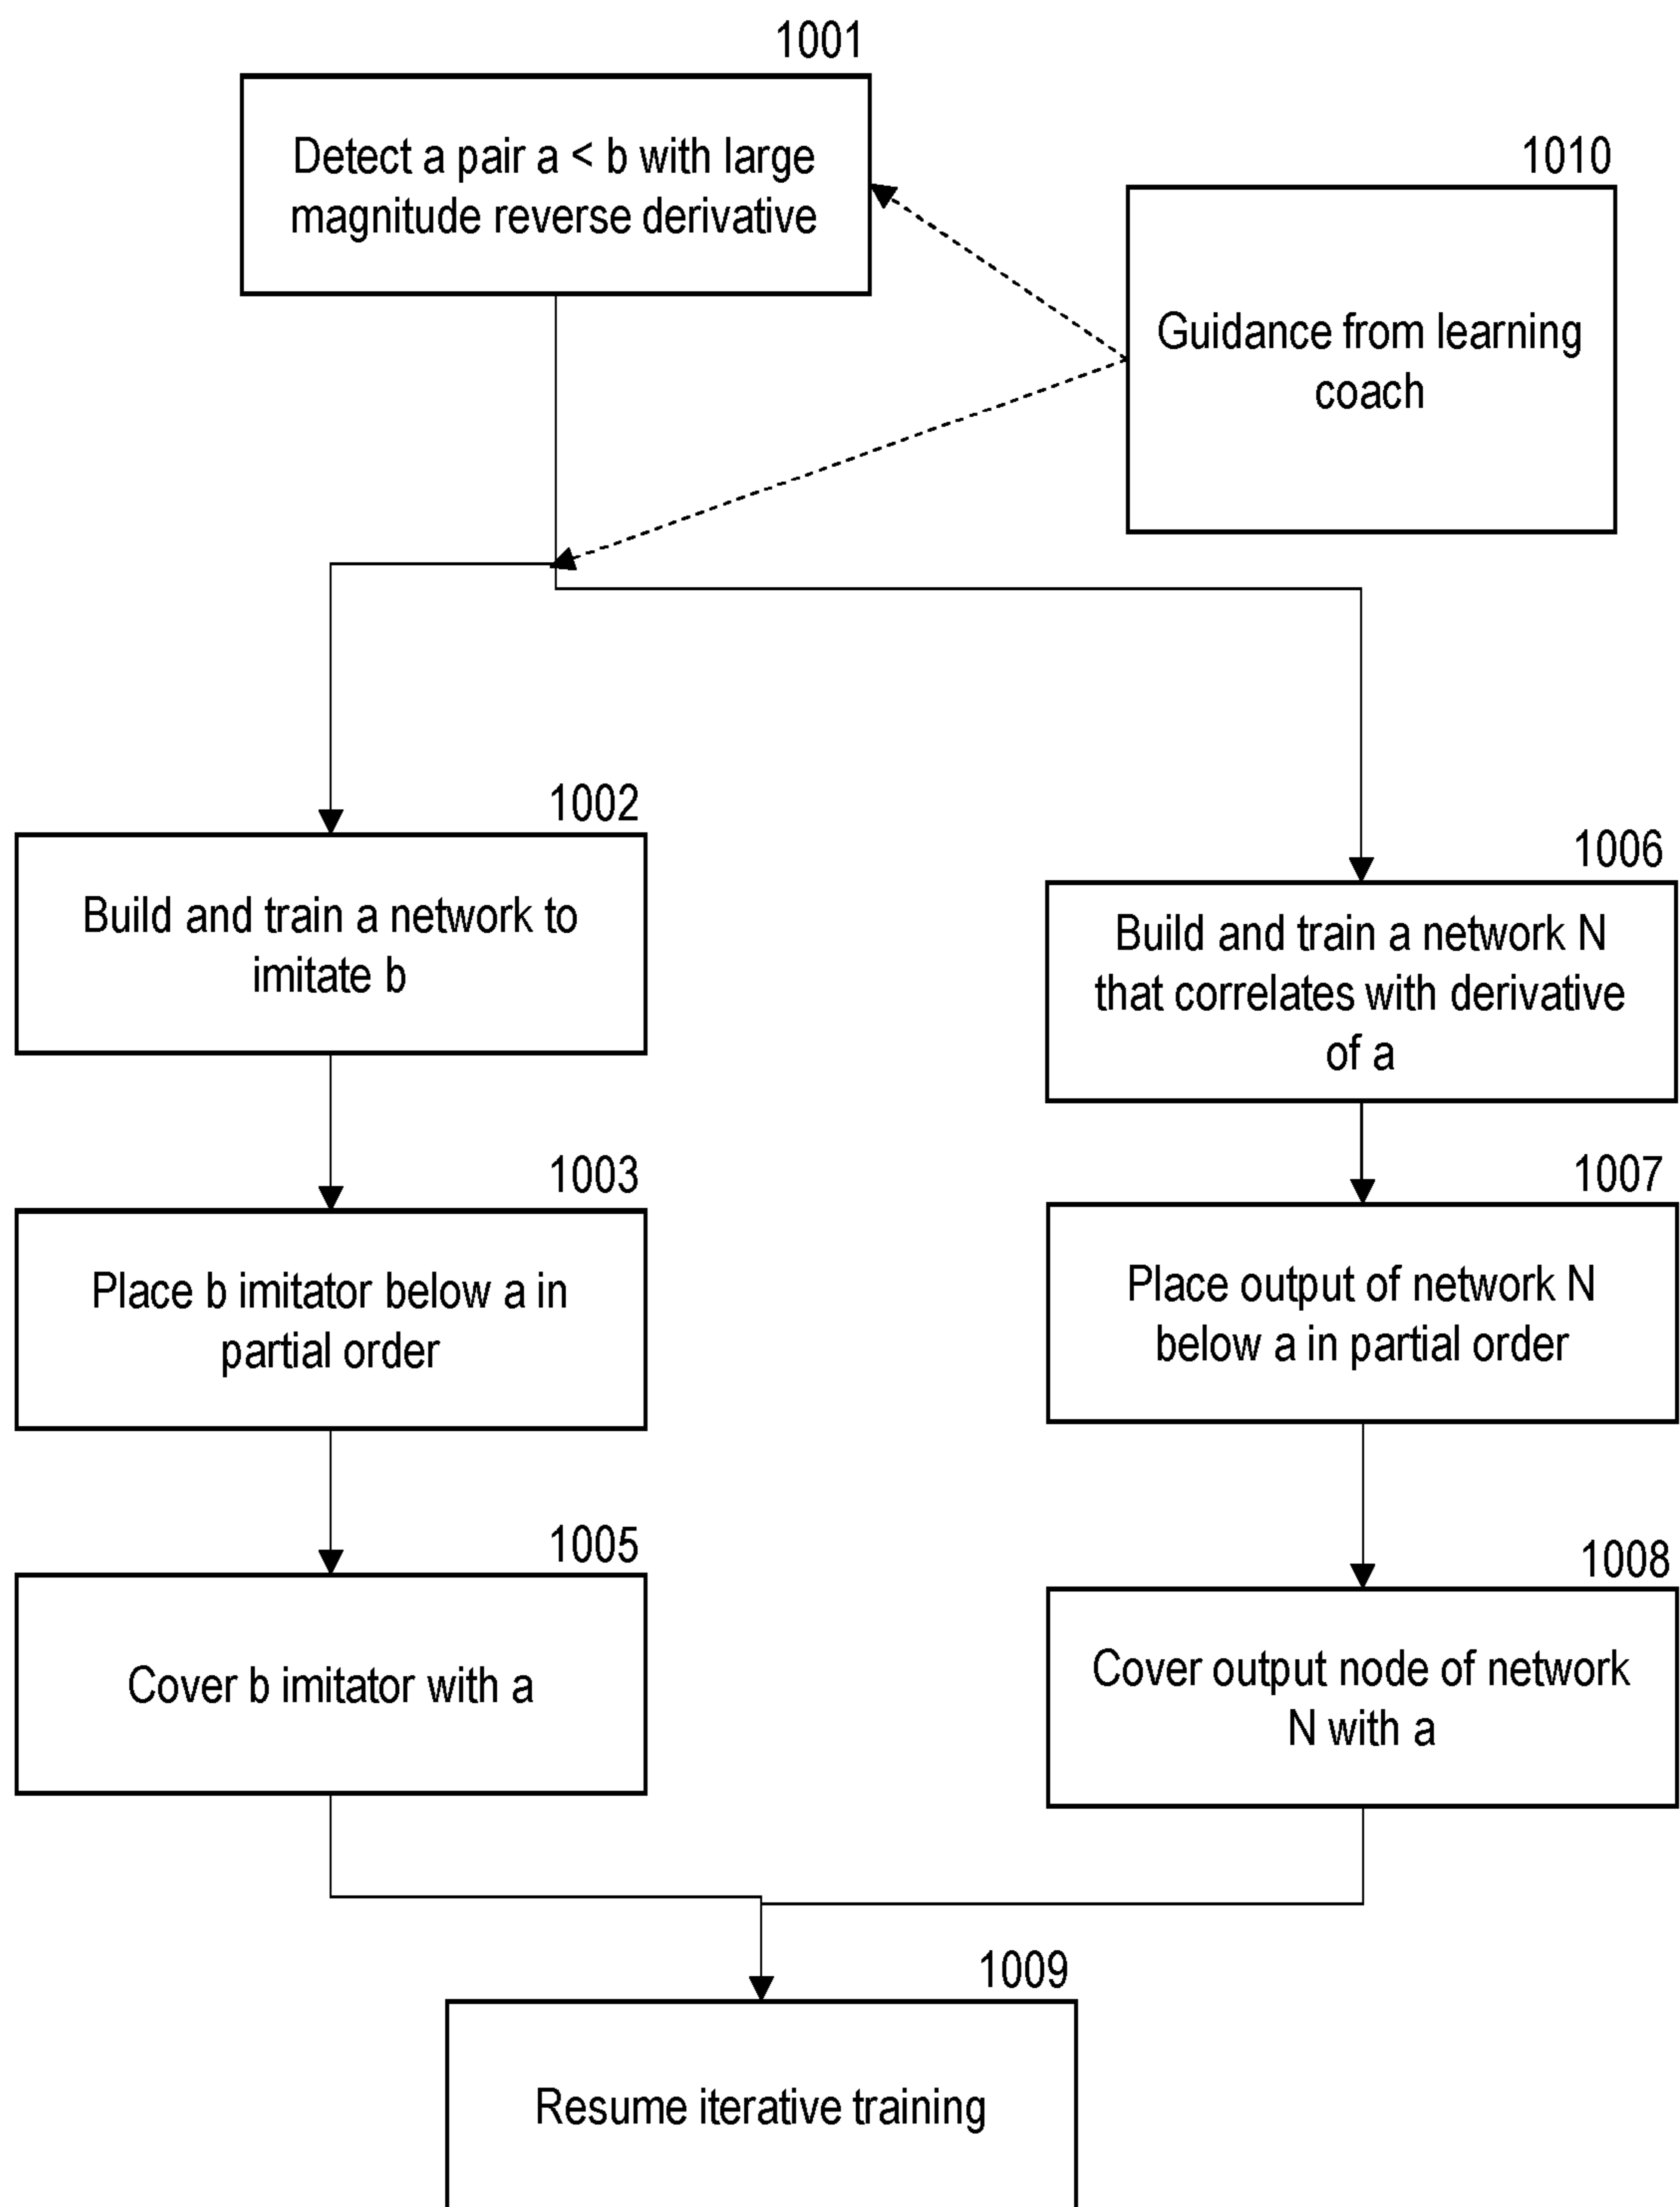 1001
Detect a pair a < b with large
magnitude reverse derivative
1010
Guidance from learning
coach
1002
Build and train a network to
imitate b
1006
Build and train a network N
that correlates with derivative
of a
1003
Place b imitator below a in
partial order
1007
Place output of network N
below a in partial order
1005
Cover b imitator with a
1008
Cover output node of network
N with a
1009
Resume iterative training